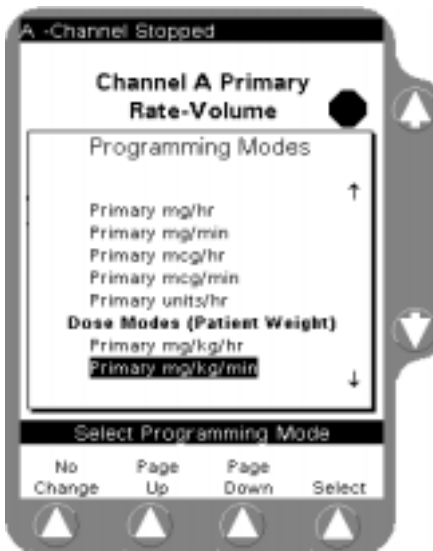 A -Channel Stopped
Channel A Primary
Rate-Volume
Programming Modes
Primary mg/hr
Primary mg/min
Primary mcg/hr
Primary mcg/min
Primary units/hr
Dose Modes (Patient Weight)
Primary mg/kg/hr
Primary mg/kg/min
Select Programming Mode
No Change
Page Up
Page Down
Select